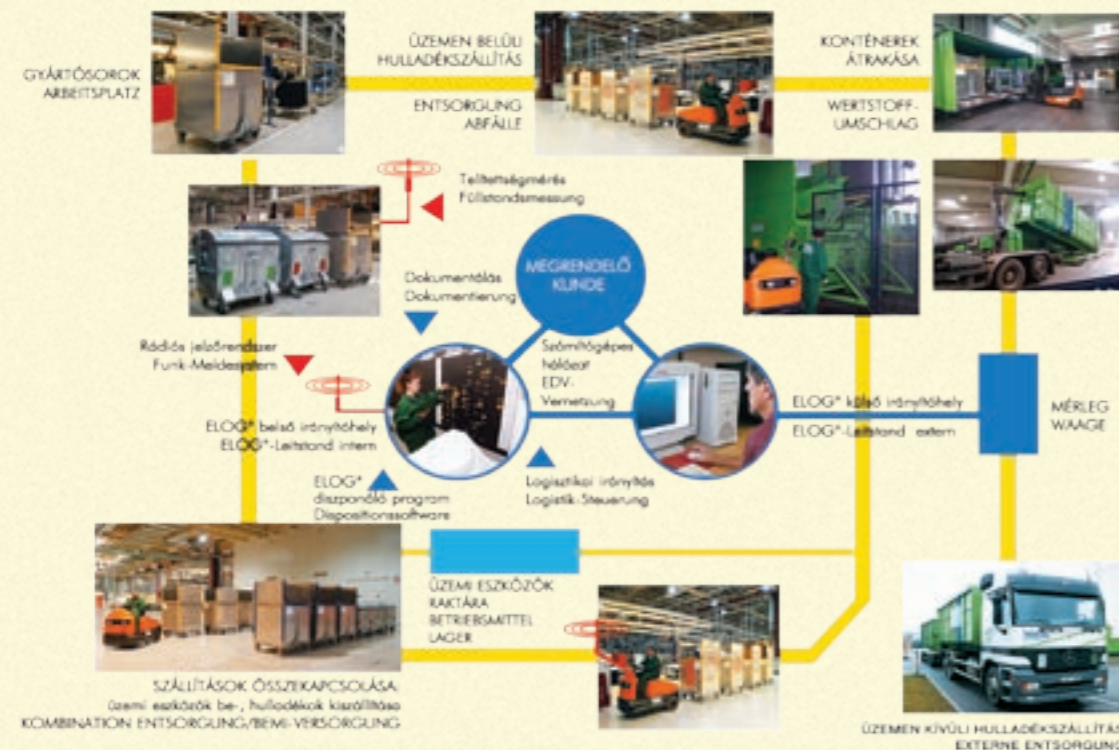 GYÁRTÓSOROK
ARBEITSPLATZ
ÜZEMEN BELÜLI
HULLADÉKSZÁLLÍTÁS
ENTSORGUNG
ABFÄLLE
KONTÉNEREK
ÁTRAKÁSA
WERTSTOFF-
UMSCHLAG
Telítettségmérés
Füllstandsmessung
MEGRENDELŐ
KUNDE
Dokumentálás
Dokumentierung
Rádiós jelzőrendszer
Funk-Meldesystem
Számítógépes
hálózat
EDV-
Vernetzung
ELOG® belső irányítóhely
ELOG®-Leitstand intern
ELOG® külső irányítóhely
ELOG®-Leitstand extern
MÉRLEG
WAAGE
ELOG®
diszponáló program
Dispositionssoftware
Logisztikai irányítás
Logistik-Steuerung
ÜZEMI ESZKÖZÖK
RAKTÁRA
BETRIEBSMITTEL
LAGER
SZÁLLÍTÁSOK ÖSSZEKAPCSOLÁSA:
üzemi eszközök be-, hulladékok kiszállítása
KOMBINATION ENTSORGUNG/BEMI-VERSORGUNG
ÜZEMEN KÍVÜLI HULLADÉKSZÁLLÍTÁS
EXTERNE ENTSORGUNG